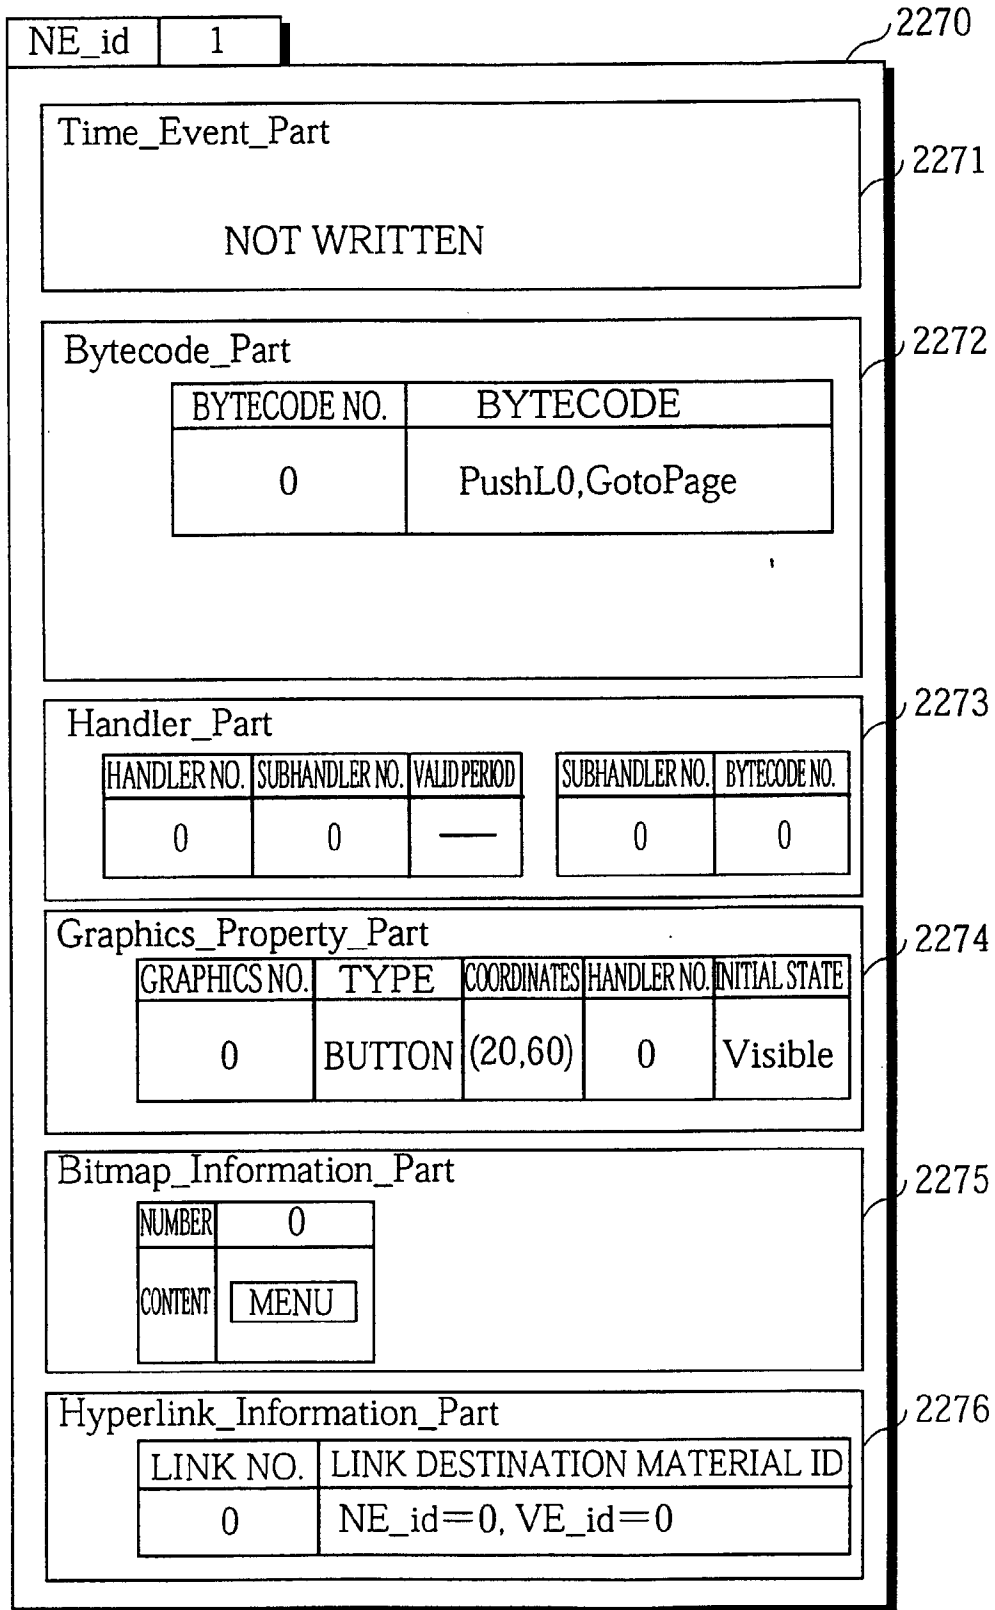 NE_id 1
2270
Time_Event_Part
2271
NOT WRITTEN
2272
Bytecode_Part
BYTECODE NO. BYTECODE
0 PushL0,GotoPage
2273
Handler_Part
HANDLER NO. SUBHANDLER NO. VALID PERIOD SUBHANDLER NO. BYTECODE NO.
0 0 — 0 0
Graphics_Property_Part
2274
GRAPHICS NO. TYPE COORDINATES HANDLER NO. INITIAL STATE
0 BUTTON (20,60) 0 Visible
Bitmap_Information_Part
2275
NUMBER 0
CONTENT MENU
Hyperlink_Information_Part
2276
LINK NO. LINK DESTINATION MATERIAL ID
0 NE_id=0, VE_id=0